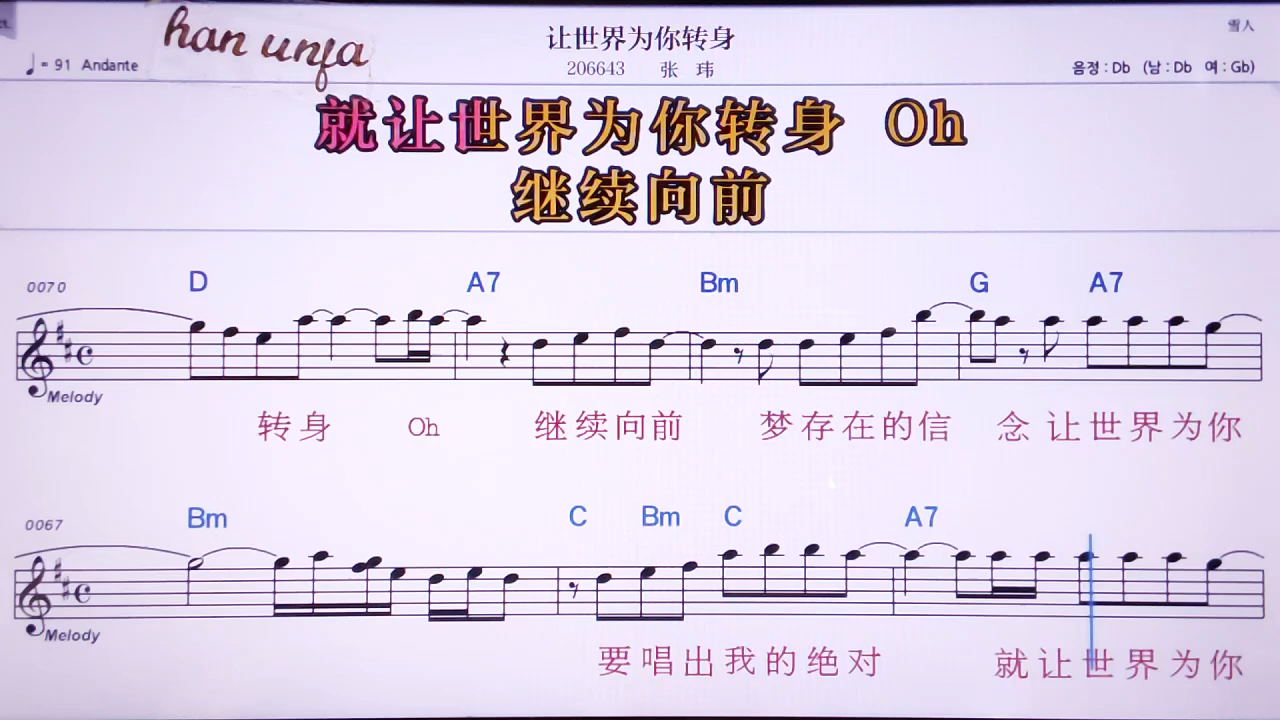 han unfa
让世界为你转身
雪人
♩= 91 Andante
206643 张 玮
음정 : Db (남 : Db 여 : Gb)
就让世界为你转身 Oh
继续向前
0070
D A7 Bm G A7
Melody
转身 Oh 继续向前 梦存在的信 念 让世界为你
0067
Bm C Bm C A7
Melody
要唱出我的绝对 就让世界为你